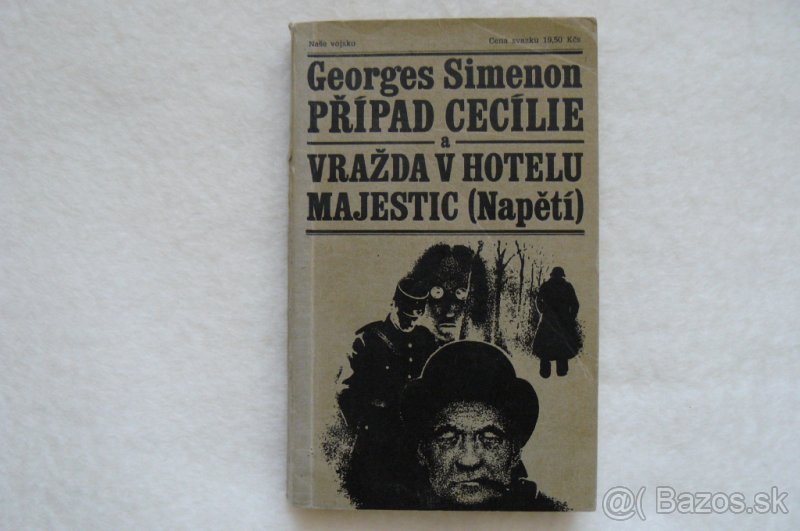 Naše vojsko Cena svazku 19,50 Kčs
Georges Simenon
PŘÍPAD CECÍLIE
a
VRAŽDA V HOTELU
MAJESTIC (Napětí)
@( Bazos.sk